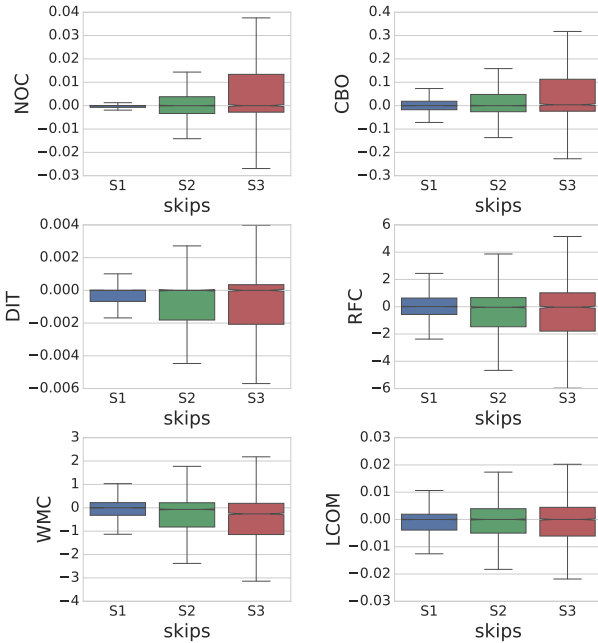 0.04
0.03
0.02
0.01
0.00
−0.01
−0.02
−0.03
NOC
S1 S2 S3
skips
0.4
0.3
0.2
0.1
0.0
−0.1
−0.2
−0.3
CBO
S1 S2 S3
skips
0.004
0.002
0.000
−0.002
−0.004
−0.006
DIT
S1 S2 S3
skips
6
4
2
0
−2
−4
−6
RFC
S1 S2 S3
skips
3
2
1
0
−1
−2
−3
−4
WMC
S1 S2 S3
skips
0.03
0.02
0.01
0.00
−0.01
−0.02
−0.03
LCOM
S1 S2 S3
skips